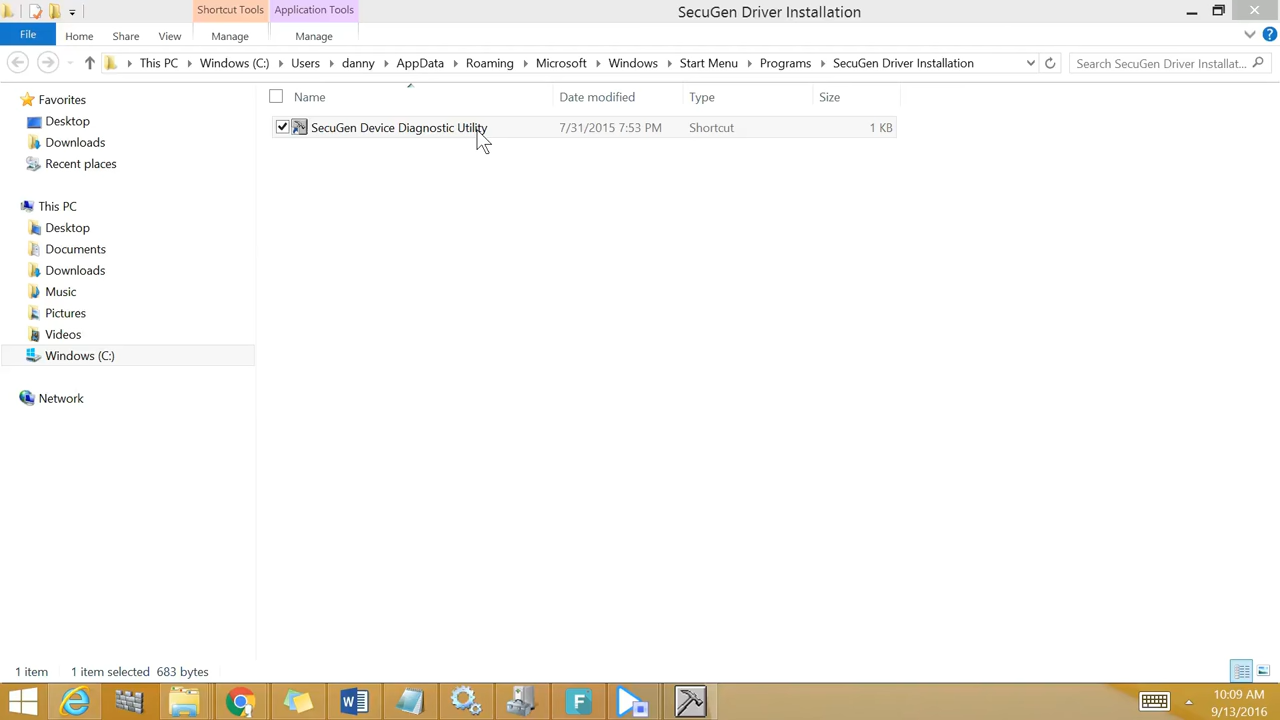 Shortcut Tools Application Tools SecuGen Driver Installation
File Home Share View Manage Manage
This PC Windows (C:) Users danny AppData Roaming Microsoft Windows Start Menu Programs SecuGen Driver Installation Search SecuGen Driver Installat...
Favorites
Desktop
Downloads
Recent places
This PC
Desktop
Documents
Downloads
Music
Pictures
Videos
Windows (C:)
Network
Name Date modified Type Size
SecuGen Device Diagnostic Utility 7/31/2015 7:53 PM Shortcut 1 KB
1 item 1 item selected 683 bytes
10:09 AM
9/13/2016